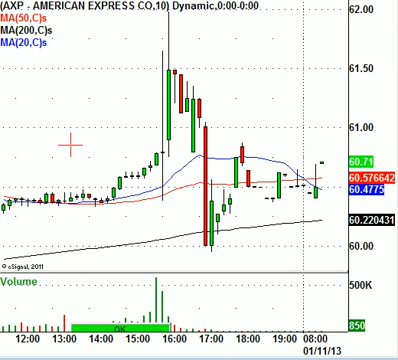 (AXP - AMERICAN EXPRESS CO,10) Dynamic,0:00-0:00
MA(50,C)s
MA(200,C)s
MA(20,C)s
62.00
61.00
60.71
60.576642
60.4775
60.220431
60.00
© eSignal, 2011
Volume
500K
850
OK
12:00 13:00 14:00 15:00 16:00 17:00 18:00 19:00 08:00
01/11/13